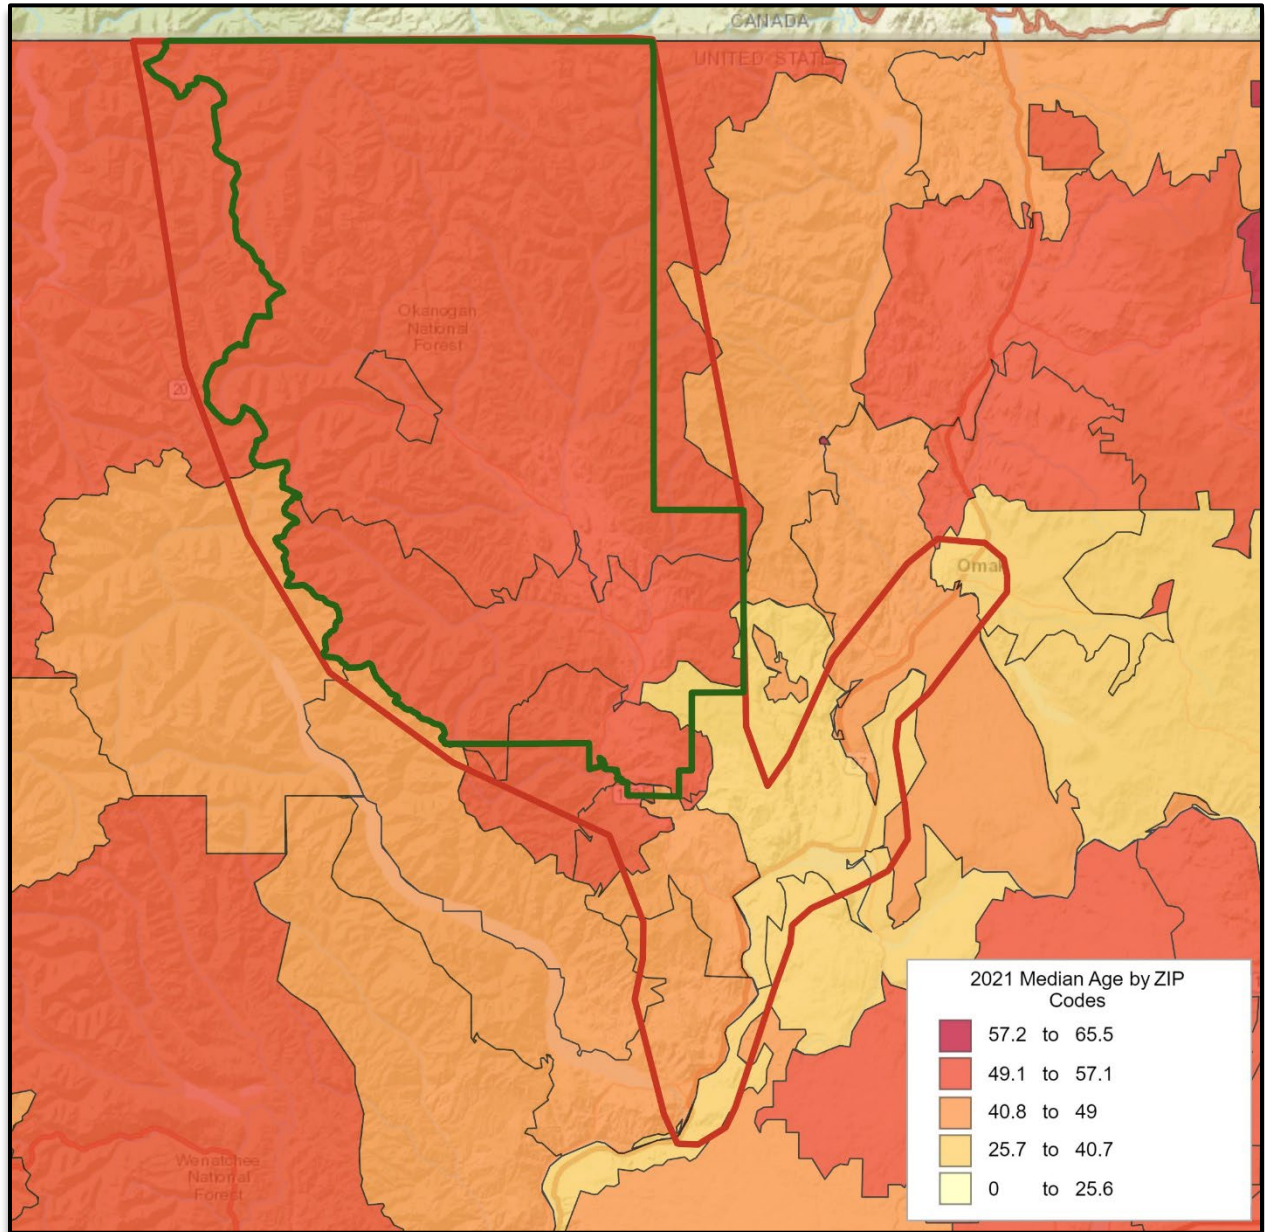 CANADA
UNITED STATE
Okanogan
National
Forest
20
Omak
Wenatchee
National
Forest
2021 Median Age by ZIP
Codes
57.2 to 65.5
49.1 to 57.1
40.8 to 49
25.7 to 40.7
0 to 25.6